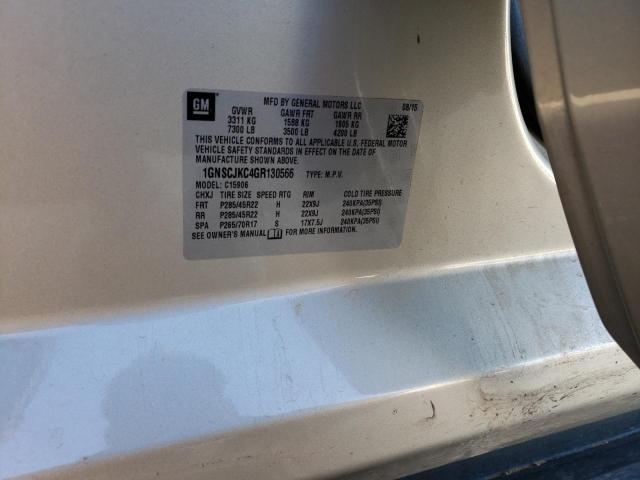 GM
MFD BY GENERAL MOTORS LLC 08/15
GVWR GAWR FRT GAWR RR
3311 KG 1588 KG 1905 KG
7300 LB 3500 LB 4200 LB
THIS VEHICLE CONFORMS TO ALL APPLICABLE U.S. FEDERAL MOTOR
VEHICLE SAFETY STANDARDS IN EFFECT ON THE DATE OF
MANUFACTURE SHOWN ABOVE.
1GNSCJKC4GR130566 TYPE: M.P.V.
MODEL: C15906
CHXJ TIRE SIZE SPEED RTG RIM COLD TIRE PRESSURE
FRT P285/45R22 H 22X9J 240KPA(35PSI)
RR P285/45R22 H 22X9J 240KPA(35PSI)
SPA P265/70R17 S 17X7.5J 240KPA(35PSI)
SEE OWNER'S MANUAL FOR MORE INFORMATION.